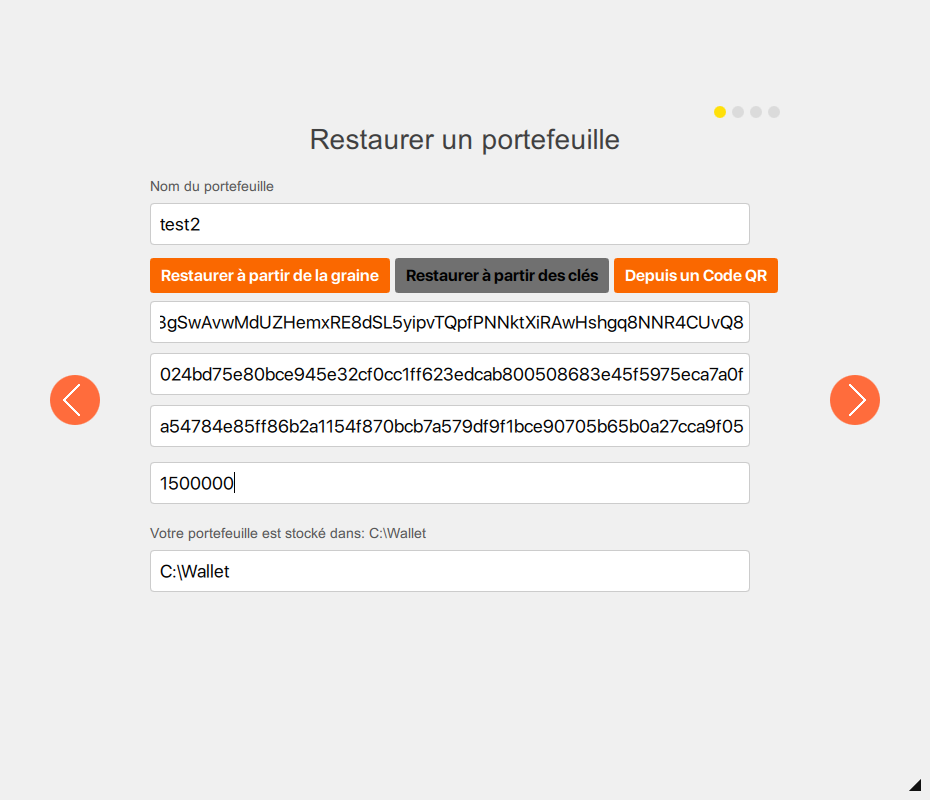 Restaurer un portefeuille
Nom du portefeuille
test2
Restaurer à partir de la graine Restaurer à partir des clés Depuis un Code QR
3gSwAvwMdUZHemxRE8dSL5yipvTQpfPNNktXiRAwHshgq8NNR4CUvQ8
024bd75e80bce945e32cf0cc1ff623edcab800508683e45f5975eca7a0f
a54784e85ff86b2a1154f870bcb7a579df9f1bce90705b65b0a27cca9f05
1500000
Votre portefeuille est stocké dans: C:\Wallet
C:\Wallet